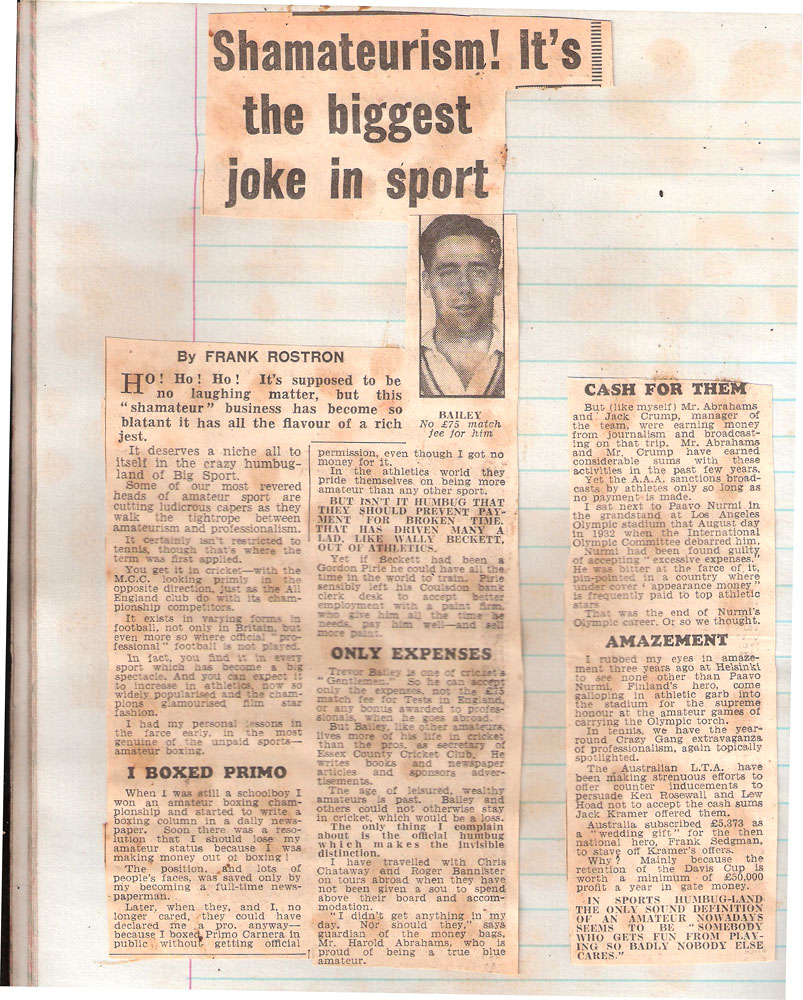 Shamateurism! It's
the biggest
joke in sport
BAILEY
No £75 match
fee for him
By FRANK ROSTRON
HO! Ho! Ho! It's supposed to be
no laughing matter, but this
"shamateur" business has become so
blatant it has all the flavour of a rich
jest.
It deserves a niche all to
itself in the crazy humbug-
land of Big Sport.
Some of our most revered
heads of amateur sport are
cutting ludicrous capers as they
walk the tightrope between
amateurism and professionalism.
It certainly isn't restricted to
tennis, though that's where the
term was first applied.
You get it in cricket—with the
M.C.C. looking primly in the
opposite direction, just as the All
England club do with its cham-
pionship competitors.
It exists in varying forms in
football, not only in Britain, but
even more so where official "pro-
fessional" football is not played.
In fact, you find it in every
sport which has become a big
spectacle. And you can expect it
to increase in athletics, now so
widely popularised and the cham-
pions glamourised film star
fashion.
I had my personal lessons in
the farce early, in the most
genuine of the unpaid sports—
amateur boxing.
I BOXED PRIMO
When I was still a schoolboy I
won an amateur boxing cham-
pionship and started to write a
boxing column in a daily news-
paper. Soon there was a reso-
lution that I should lose my
amateur status because I was
making money out of boxing!
The position, and lots of
people's faces, was saved only by
my becoming a full-time news-
paperman.
Later, when they, and I, no
longer cared, they could have
declared me a pro. anyway—
because I boxed Primo Carnera in
public without getting official
permission, even though I got no
money for it.
In the athletics world they
pride themselves on being more
amateur than any other sport.
BUT ISN'T IT HUMBUG THAT
THEY SHOULD PREVENT PAY-
MENT FOR BROKEN TIME.
THAT HAS DRIVEN MANY A
LAD, LIKE WALLY BECKETT,
OUT OF ATHLETICS.
Yet if Beckett had been a
Gordon Pirie he could have all the
time in the world to train. Pirie
sensibly left his Coulsdon bank
clerk desk to accept better
employment with a paint firm,
who give him all the time he
needs, pay him well—and sell
more paint.
ONLY EXPENSES
Trevor Bailey is one of cricket's
"Gentlemen." So he can accept
only the expenses, not the £75
match fee for Tests in England,
or any bonus awarded to profes-
sionals, when he goes abroad.
But Bailey, like other amateurs,
lives more of his life in cricket
than the pros, as secretary of
Essex County Cricket Club. He
writes books and newspaper
articles and sponsors adver-
tisements.
The age of leisured, wealthy
amateurs is past. Bailey and
others could not otherwise stay
in cricket, which would be a loss.
The only thing I complain
about is the official humbug
which makes the invisible
distinction.
I have travelled with Chris
Chataway and Roger Bannister
on tours abroad when they have
not been given a sou to spend
above their board and accom-
modation.
"I didn't get anything in my
day. Nor should they," says
guardian of the money bags,
Mr. Harold Abrahams, who is
proud of being a true blue
amateur.
CASH FOR THEM
But (like myself) Mr. Abrahams
and Jack Crump, manager of
the team, were earning money
from journalism and broadcast-
ing on that trip. Mr. Abrahams
and Mr. Crump have earned
considerable sums with these
activities in the past few years.
Yet the A.A.A. sanctions broad-
casts by athletes only so long as
no payment is made.
I sat next to Paavo Nurmi in
the grandstand at Los Angeles
Olympic stadium that August day
in 1932 when the International
Olympic Committee debarred him.
Nurmi had been found guilty
of accepting "excessive expenses."
He was bitter at the farce of it,
pin-pointed in a country where
under cover "appearance money"
is frequently paid to top athletic
stars
That was the end of Nurmi's
Olympic career. Or so we thought.
AMAZEMENT
I rubbed my eyes in amaze-
ment three years ago at Helsinki
to see none other than Paavo
Nurmi, Finland's hero, come
galloping in athletic garb into
the stadium for the supreme
honour at the amateur games of
carrying the Olympic torch.
In tennis, we have the year-
round Crazy Gang extravaganza
of professionalism, again topically
spotlighted.
The Australian L.T.A. have
been making strenuous efforts to
offer counter inducements to
persuade Ken Rosewall and Lew
Hoad not to accept the cash sums
Jack Kramer offered them.
Australia subscribed £5,373 as
a "wedding gift" for the then
national hero, Frank Sedgman,
to stave off Kramer's offers.
Why? Mainly because the
retention of the Davis Cup is
worth a minimum of £50,000
profit a year in gate money.
IN SPORTS HUMBUG-LAND
THE ONLY SOUND DEFINITION
OF AN AMATEUR NOWADAYS
SEEMS TO BE "SOMEBODY
WHO GETS FUN FROM PLAY-
ING SO BADLY NOBODY ELSE
CARES."